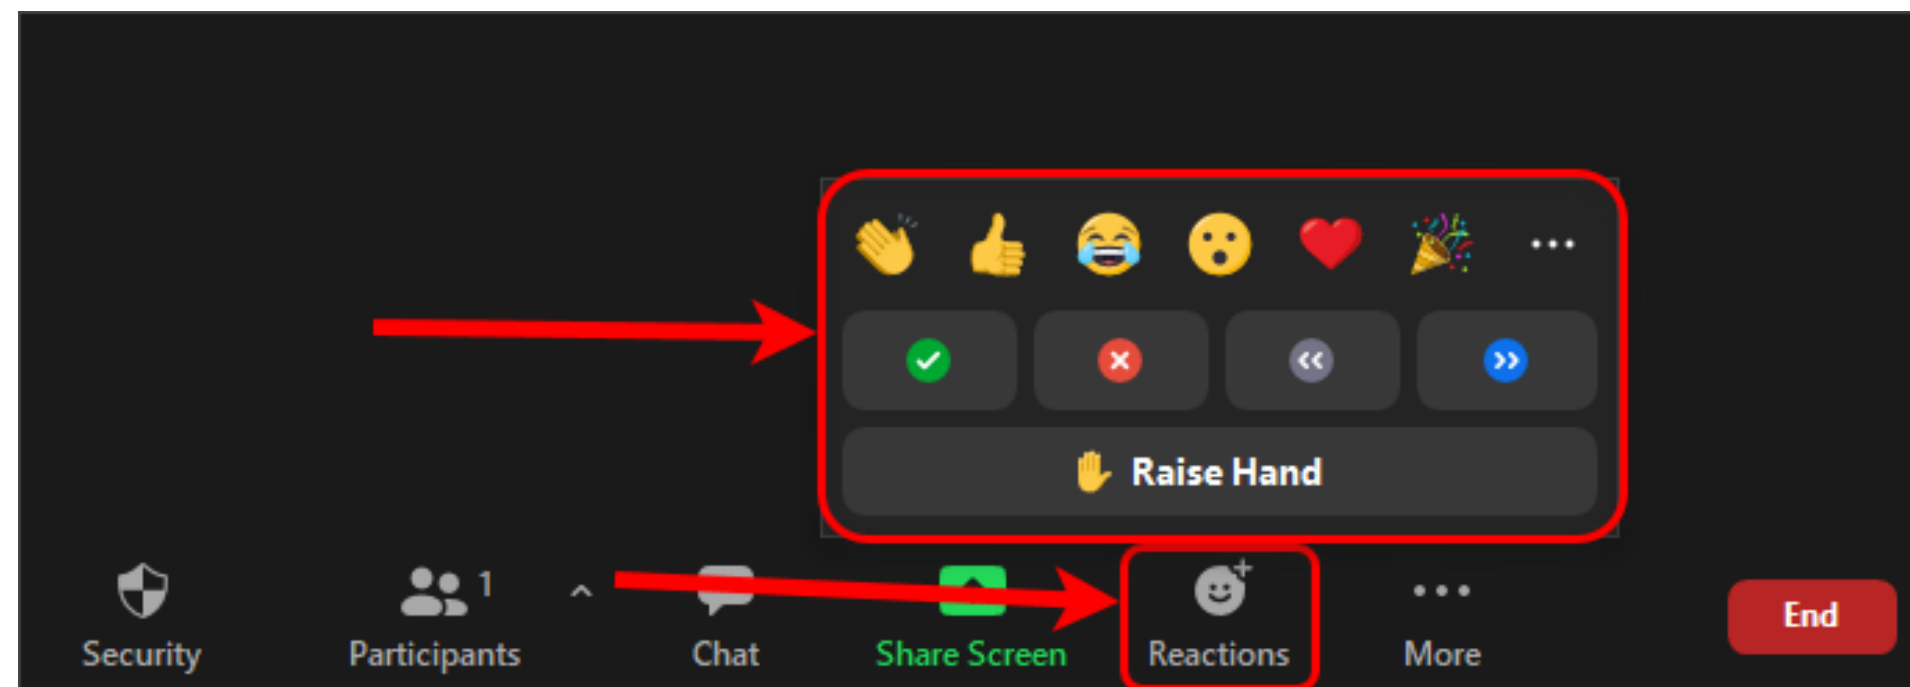 Raise Hand
1
Security
Participants
Chat
Share Screen
Reactions
More
End